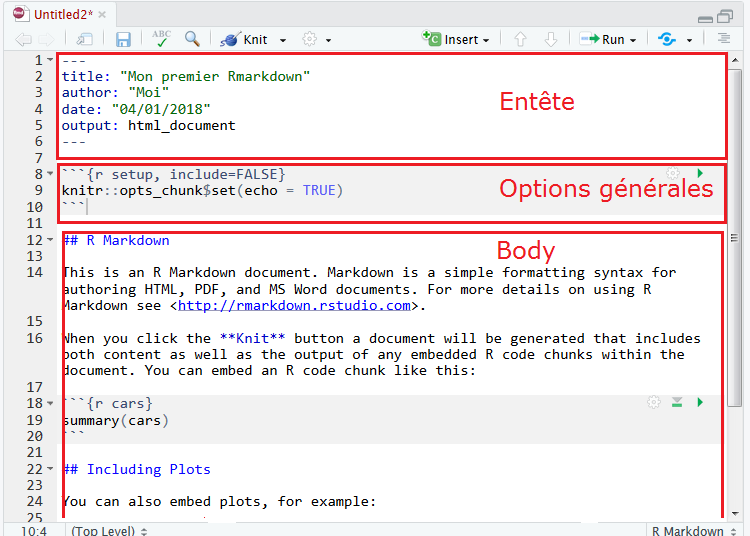 Untitled2*
ABC Knit Insert Run
1 ---
2 title: "Mon premier Rmarkdown"
3 author: "Moi"
4 date: "04/01/2018"
5 output: html_document
6 ---
Entête
7
8 ```{r setup, include=FALSE}
9 knitr::opts_chunk$set(echo = TRUE)
10 ```
Options générales
11
12 ## R Markdown
Body
13
14 This is an R Markdown document. Markdown is a simple formatting syntax for
authoring HTML, PDF, and MS Word documents. For more details on using R
Markdown see <http://rmarkdown.rstudio.com>.
15
16 When you click the **Knit** button a document will be generated that includes
both content as well as the output of any embedded R code chunks within the
document. You can embed an R code chunk like this:
17
18 ```{r cars}
19 summary(cars)
20 ```
21
22 ## Including Plots
23
24 You can also embed plots, for example:
25
10:4 (Top Level) R Markdown